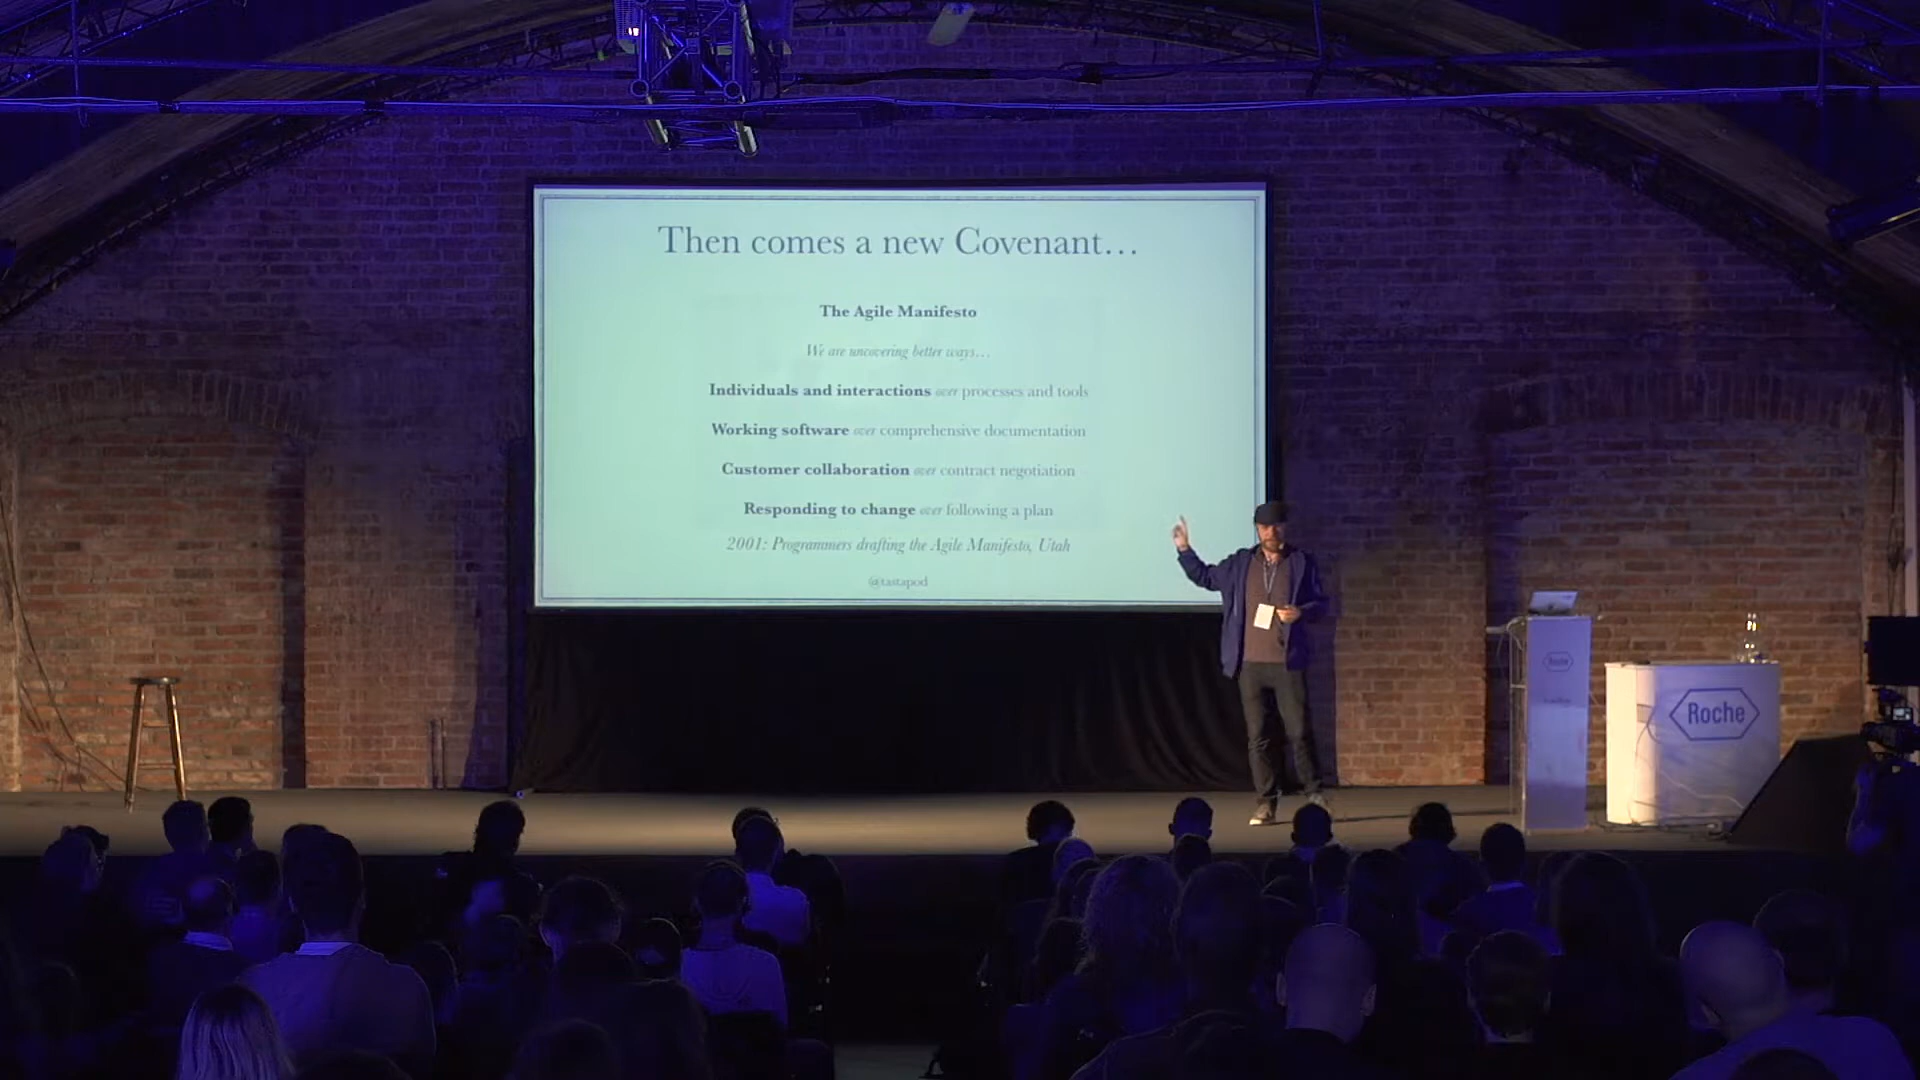 Then comes a new Covenant…
The Agile Manifesto
We are uncovering better ways…
Individuals and interactions over processes and tools
Working software over comprehensive documentation
Customer collaboration over contract negotiation
Responding to change over following a plan
2001: Programmers drafting the Agile Manifesto, Utah
@tastapod
Roche
Roche